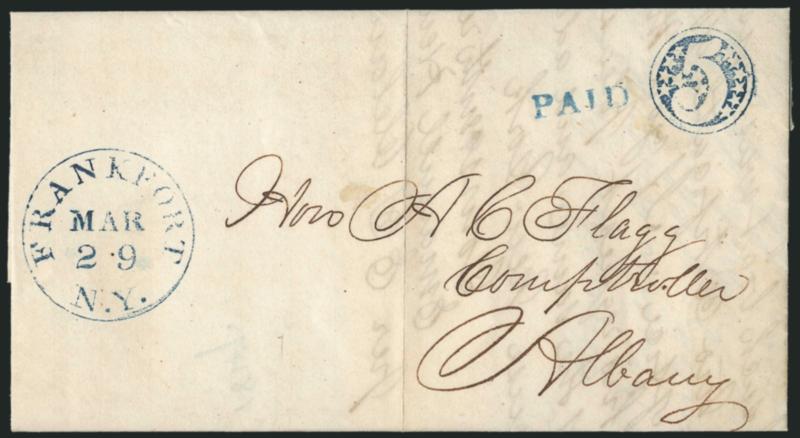 PAID
5
FRANKFORT
MAR
29
N.Y.
Hon A C Flagg
Comptroller
Albany